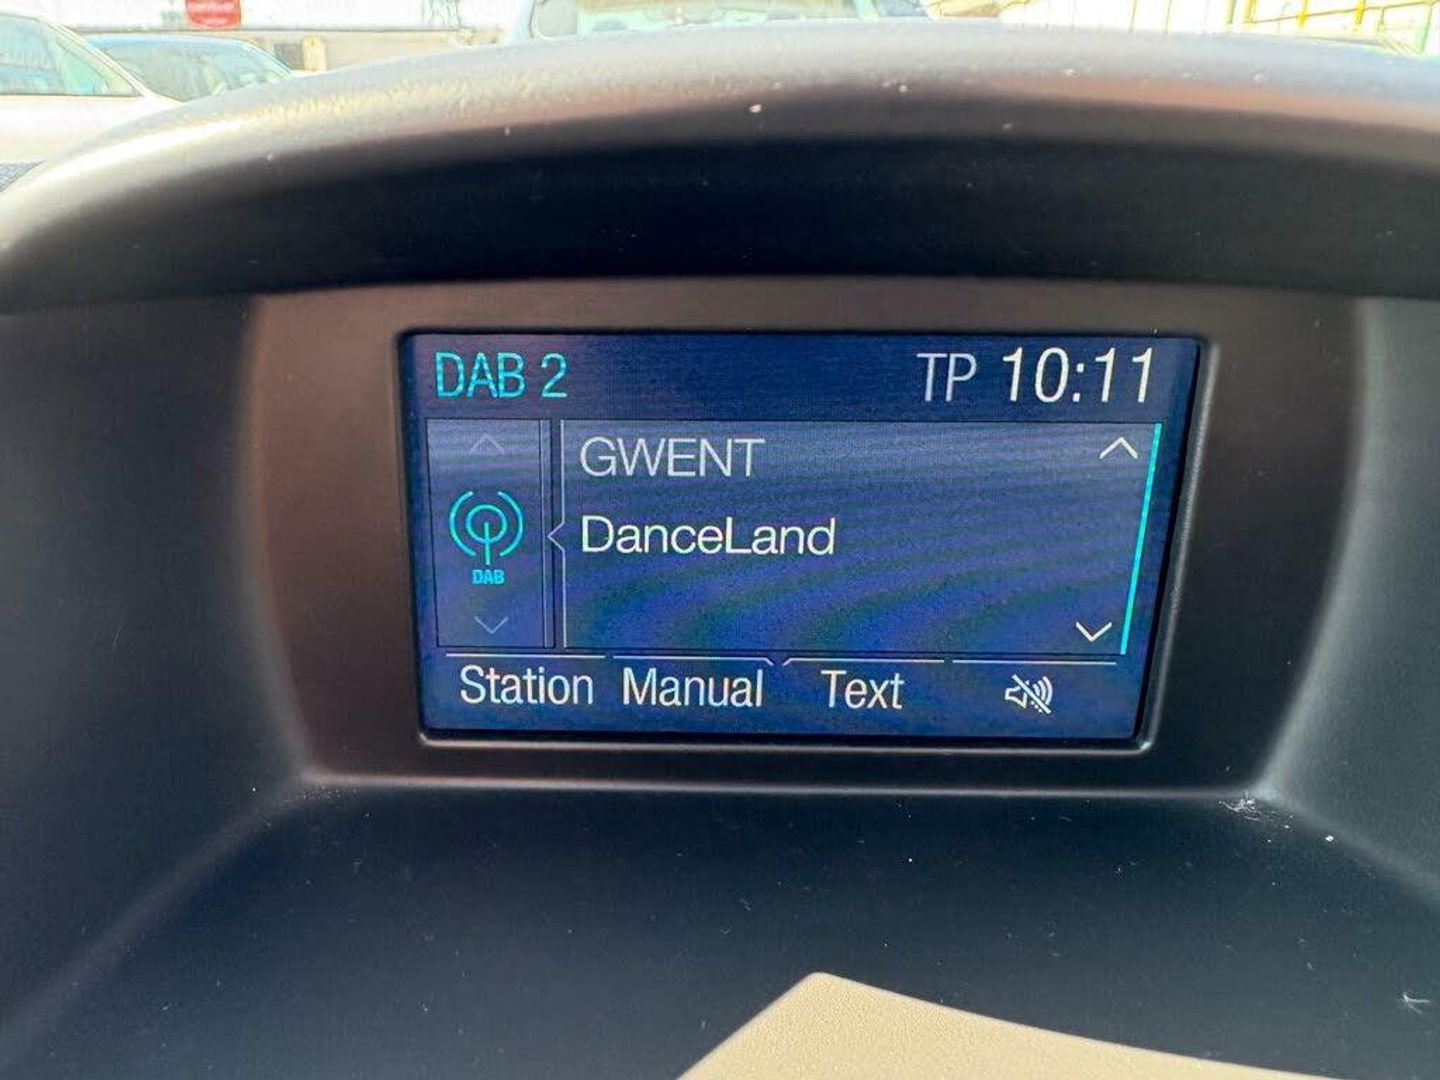 DAB 2 TP 10:11
GWENT
DanceLand
DAB
Station Manual Text